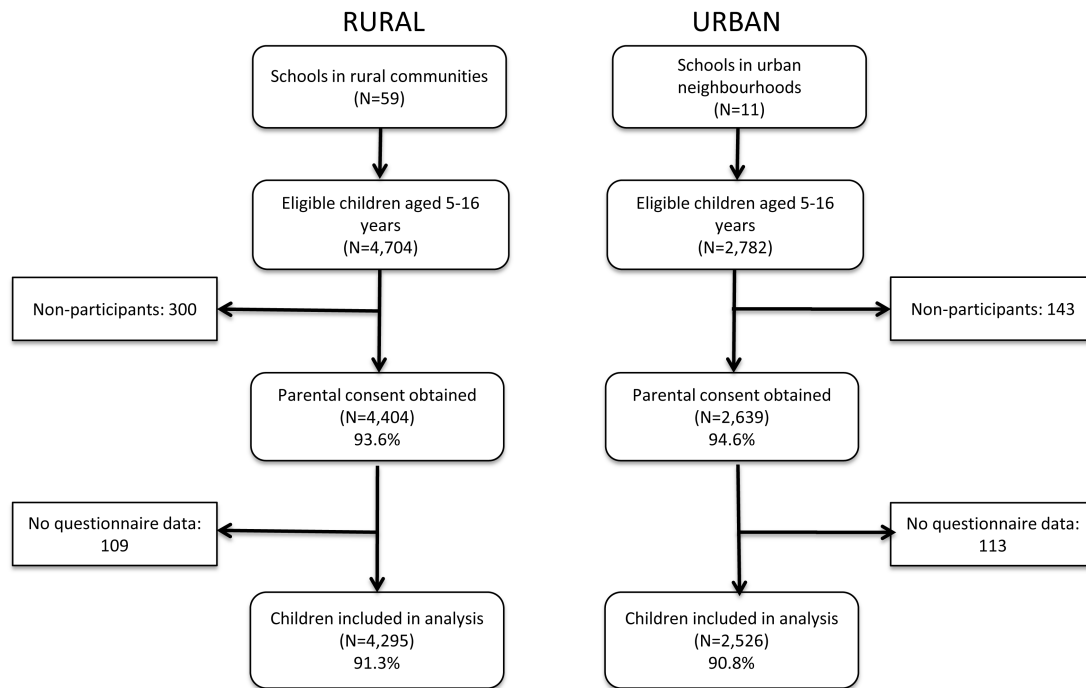 RURAL
Schools in rural communities
(N=59)
Eligible children aged 5-16
years
(N=4,704)
Non-participants: 300
Parental consent obtained
(N=4,404)
93.6%
No questionnaire data:
109
Children included in analysis
(N=4,295)
91.3%
URBAN
Schools in urban
neighbourhoods
(N=11)
Eligible children aged 5-16
years
(N=2,782)
Non-participants: 143
Parental consent obtained
(N=2,639)
94.6%
No questionnaire data:
113
Children included in analysis
(N=2,526)
90.8%